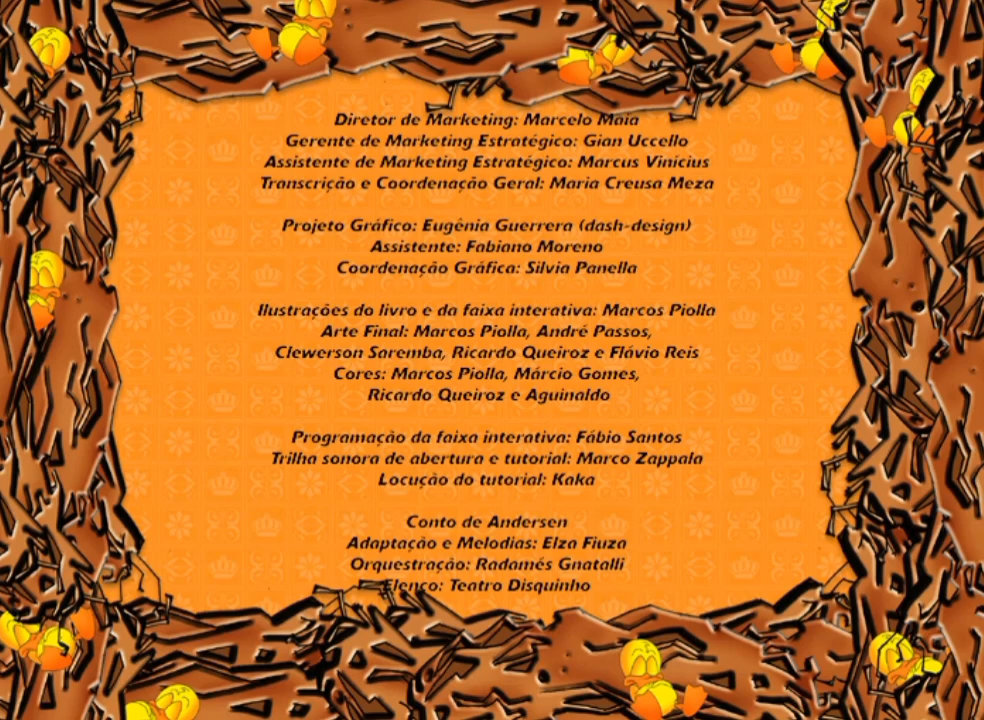 Diretor de Marketing: Marcelo Maia
Gerente de Marketing Estratégico: Gian Uccello
Assistente de Marketing Estratégico: Marcus Vinícius
Transcrição e Coordenação Geral: Maria Creusa Meza
Projeto Gráfico: Eugênia Guerrera (dash-design)
Assistente: Fabiano Moreno
Coordenação Gráfica: Silvia Panella
Ilustrações do livro e da faixa interativa: Marcos Piolla
Arte Final: Marcos Piolla, André Passos,
Clewerson Saremba, Ricardo Queiroz e Flávio Reis
Cores: Marcos Piolla, Márcio Gomes,
Ricardo Queiroz e Aguinaldo
Programação da faixa interativa: Fábio Santos
Trilha sonora de abertura e tutorial: Marco Zappala
Locução do tutorial: Kaka
Conto de Andersen
Adaptação e Melodias: Elza Fiuza
Orquestração: Radamés Gnatalli
Elenco: Teatro Disquinho